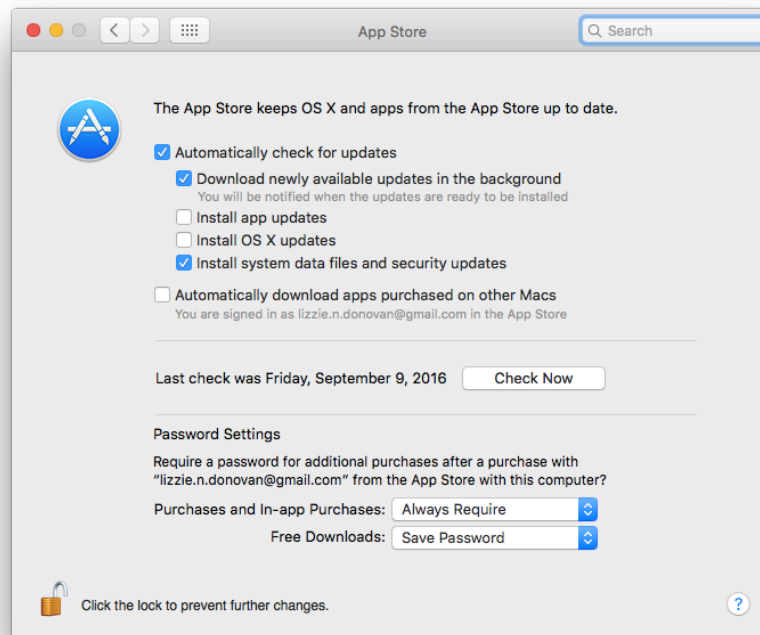 App Store
Search
The App Store keeps OS X and apps from the App Store up to date.
Automatically check for updates
Download newly available updates in the background
You will be notified when the updates are ready to be installed
Install app updates
Install OS X updates
Install system data files and security updates
Automatically download apps purchased on other Macs
You are signed in as lizzie.n.donovan@gmail.com in the App Store
Last check was Friday, September 9, 2016 Check Now
Password Settings
Require a password for additional purchases after a purchase with
“lizzie.n.donovan@gmail.com” from the App Store with this computer?
Purchases and In-app Purchases: Always Require
Free Downloads: Save Password
Click the lock to prevent further changes.
?